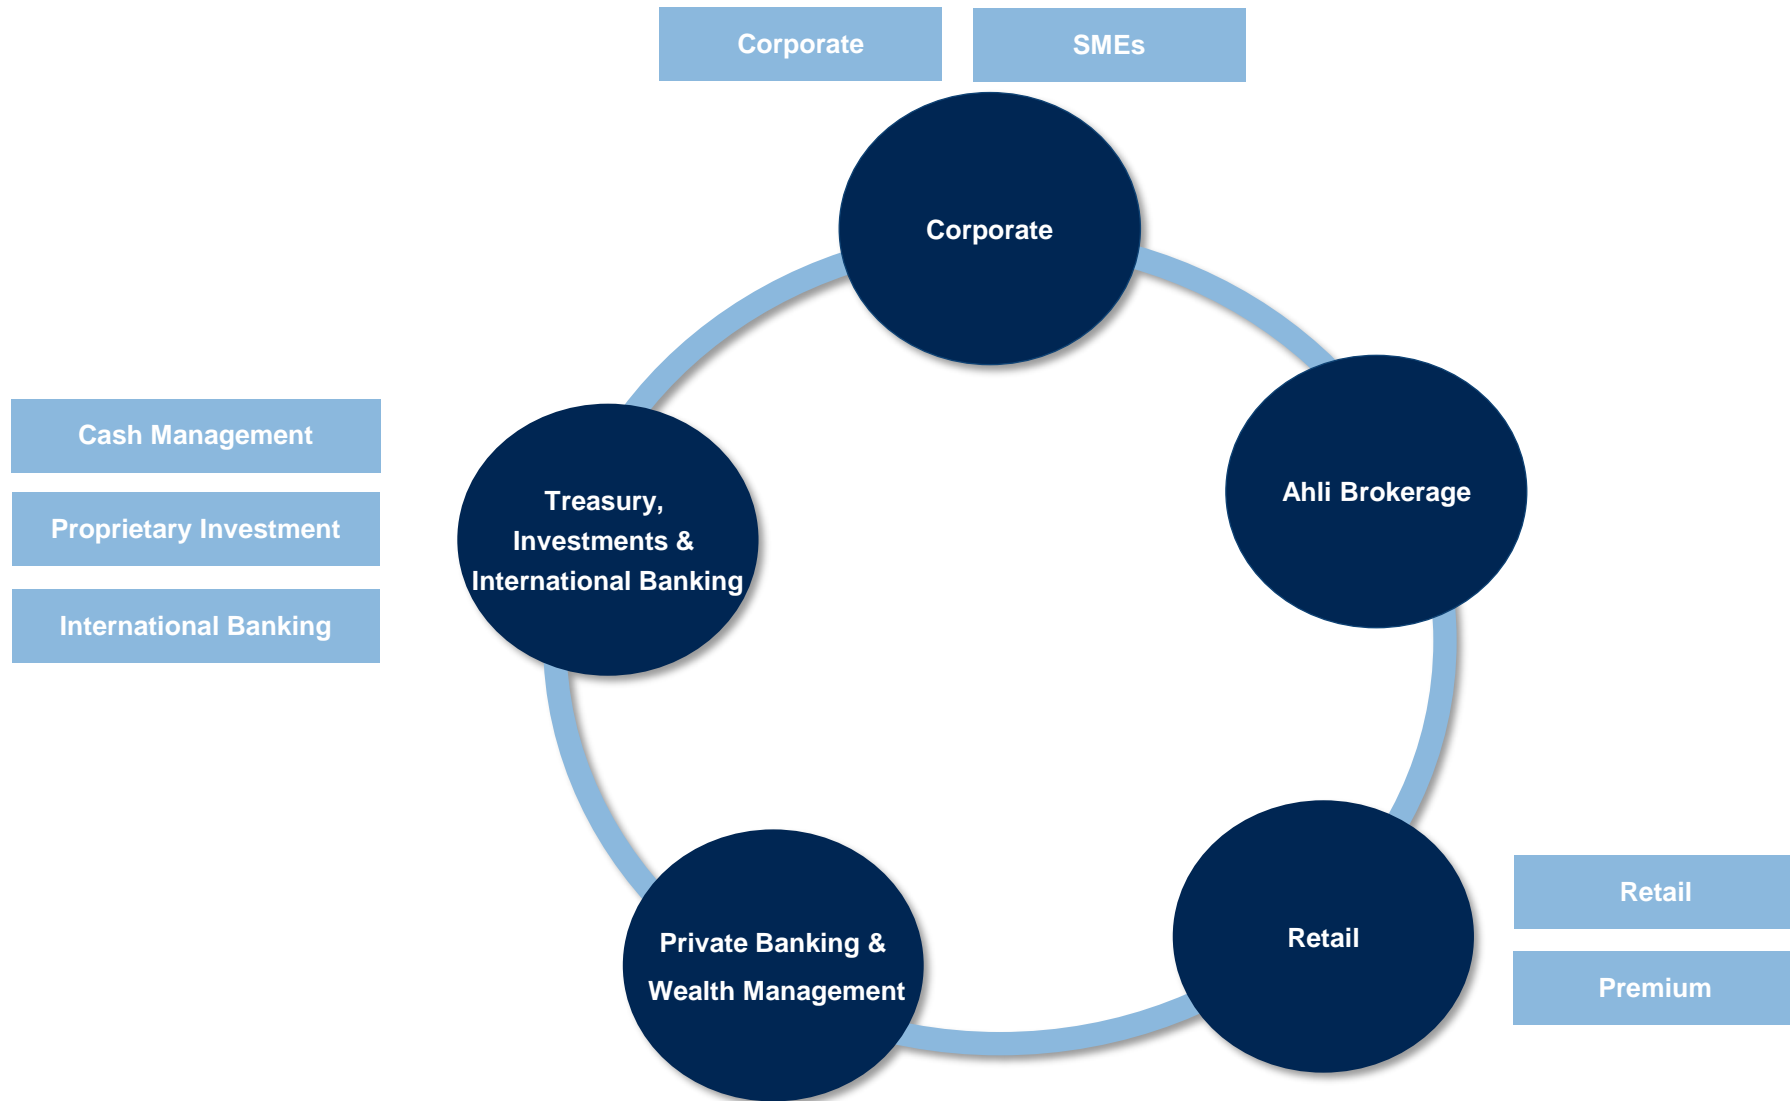 Corporate
SMEs
Corporate
Ahli Brokerage
Cash Management
Proprietary Investment
International Banking
Treasury,
Investments &
International Banking
Private Banking &
Wealth Management
Retail
Retail
Premium